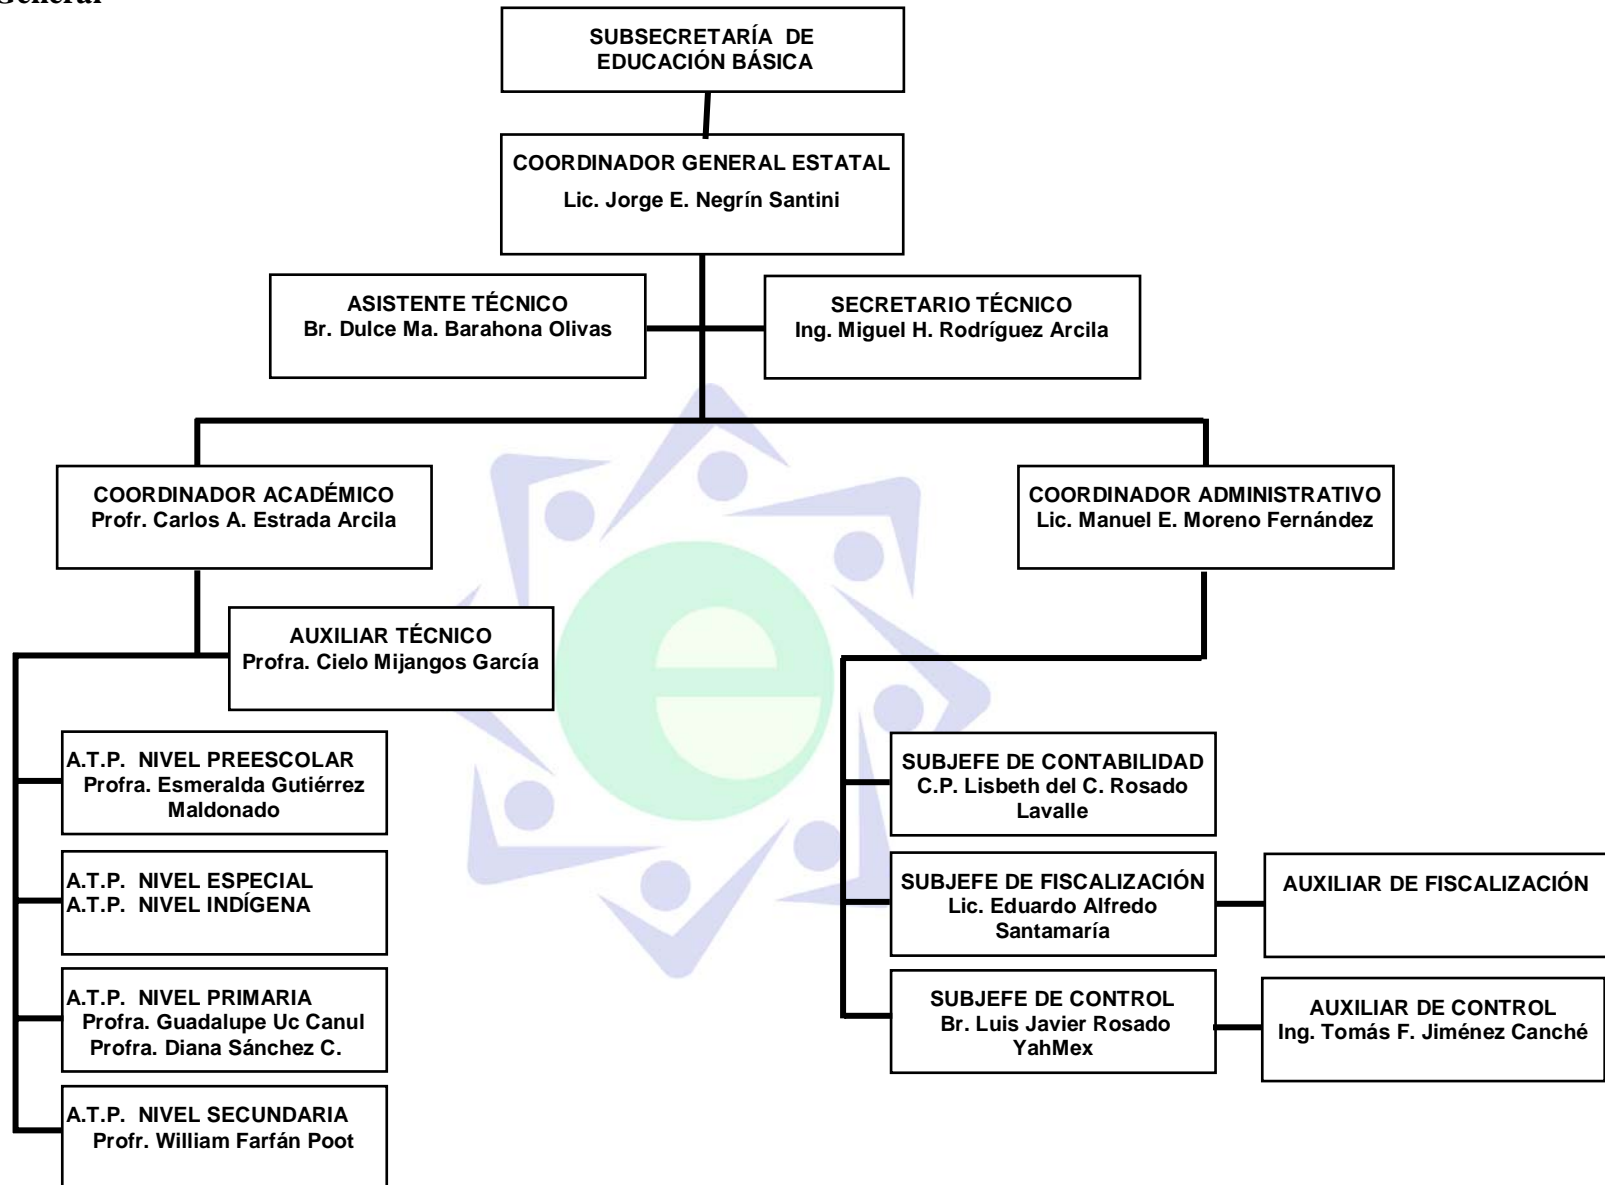 General
SUBSECRETARÍA DE
EDUCACIÓN BÁSICA
COORDINADOR GENERAL ESTATAL
Lic. Jorge E. Negrín Santini
ASISTENTE TÉCNICO
Br. Dulce Ma. Barahona Olivas
SECRETARIO TÉCNICO
Ing. Miguel H. Rodríguez Arcila
COORDINADOR ACADÉMICO
Profr. Carlos A. Estrada Arcila
COORDINADOR ADMINISTRATIVO
Lic. Manuel E. Moreno Fernández
AUXILIAR TÉCNICO
Profra. Cielo Mijangos García
A.T.P. NIVEL PREESCOLAR
Profra. Esmeralda Gutiérrez
Maldonado
A.T.P. NIVEL ESPECIAL
A.T.P. NIVEL INDÍGENA
A.T.P. NIVEL PRIMARIA
Profra. Guadalupe Uc Canul
Profra. Diana Sánchez C.
A.T.P. NIVEL SECUNDARIA
Profr. William Farfán Poot
SUBJEFE DE CONTABILIDAD
C.P. Lisbeth del C. Rosado
Lavalle
SUBJEFE DE FISCALIZACIÓN
Lic. Eduardo Alfredo
Santamaría
AUXILIAR DE FISCALIZACIÓN
SUBJEFE DE CONTROL
Br. Luis Javier Rosado
YahMex
AUXILIAR DE CONTROL
Ing. Tomás F. Jiménez Canché
e